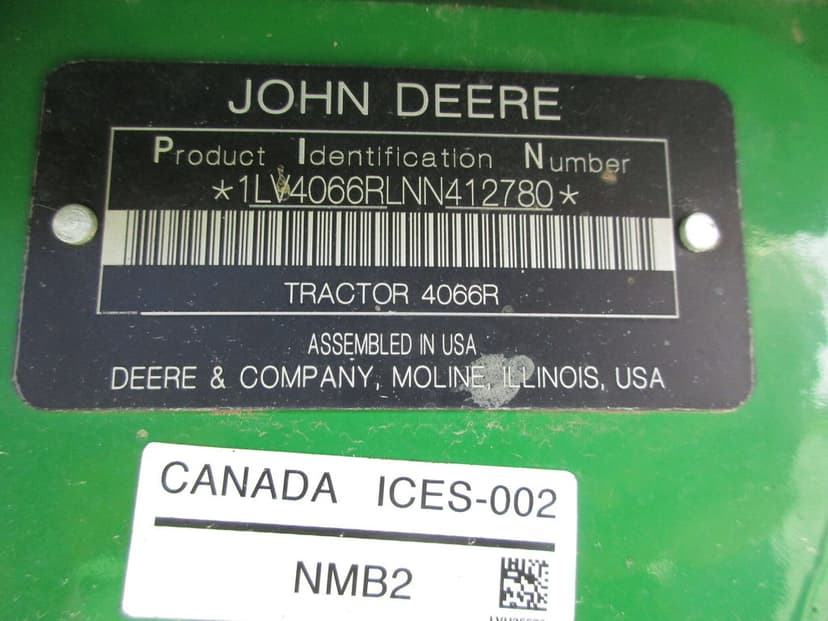 JOHN DEERE
Product Identification Number
*1LV4066RLNN412780*
TRACTOR 4066R
ASSEMBLED IN USA
DEERE & COMPANY, MOLINE, ILLINOIS, USA
CANADA ICES-002
NMB2